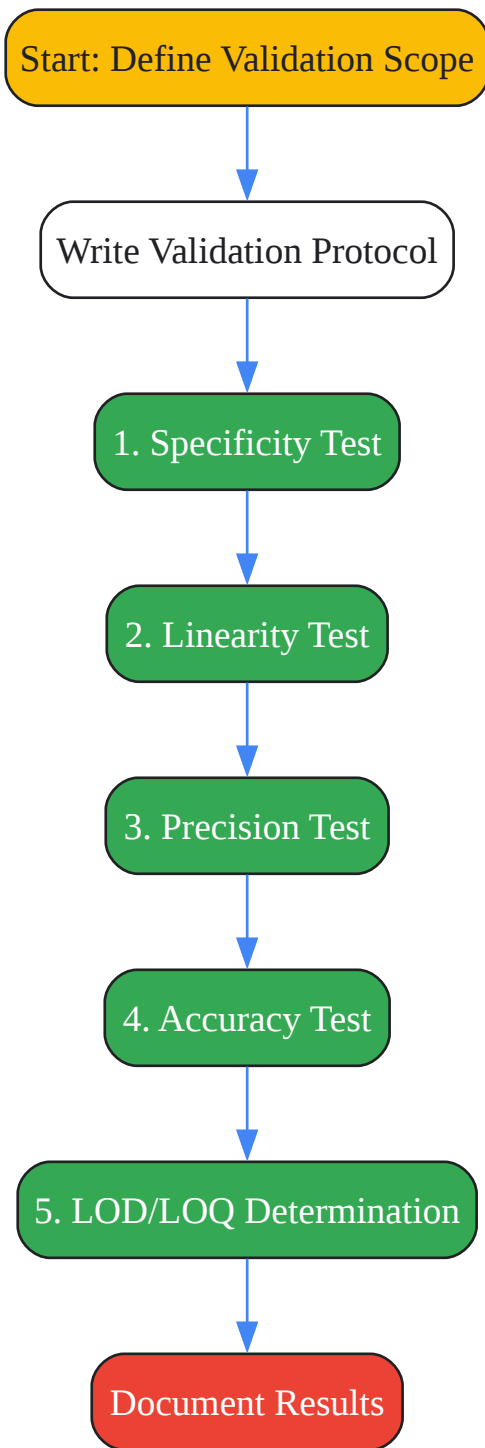 Start: Define Validation Scope
Write Validation Protocol
1. Specificity Test
2. Linearity Test
3. Precision Test
4. Accuracy Test
5. LOD/LOQ Determination
Document Results